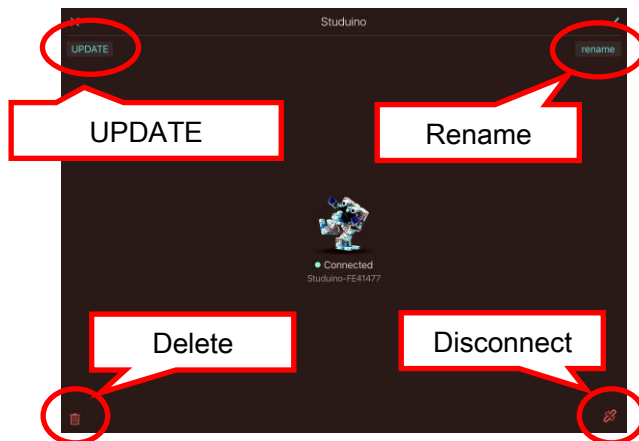 Studuino
UPDATE
rename
UPDATE
Rename
Connected
Studuino-FE41477
Delete
Disconnect